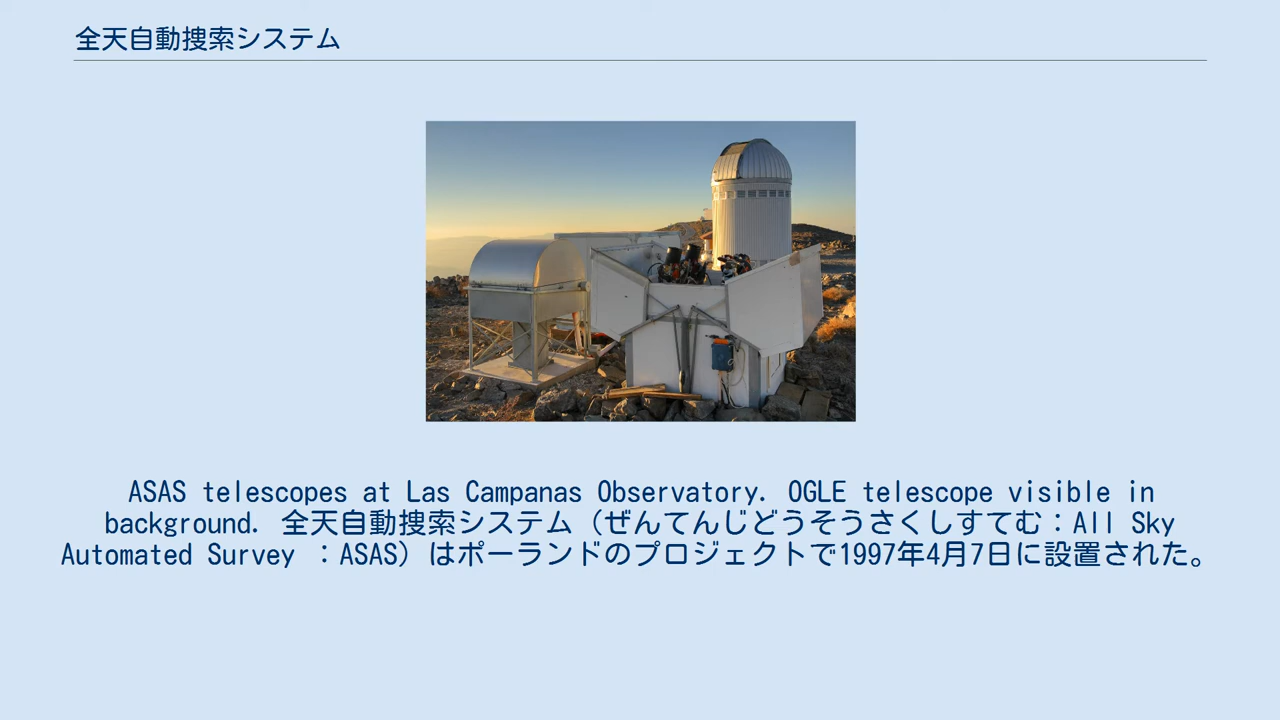 全天自動捜索システム
ASAS telescopes at Las Campanas Observatory. OGLE telescope visible in
background. 全天自動捜索システム（ぜんてんじどうそうさくしすてむ：All Sky
Automated Survey ：ASAS）はポーランドのプロジェクトで1997年4月7日に設置された。